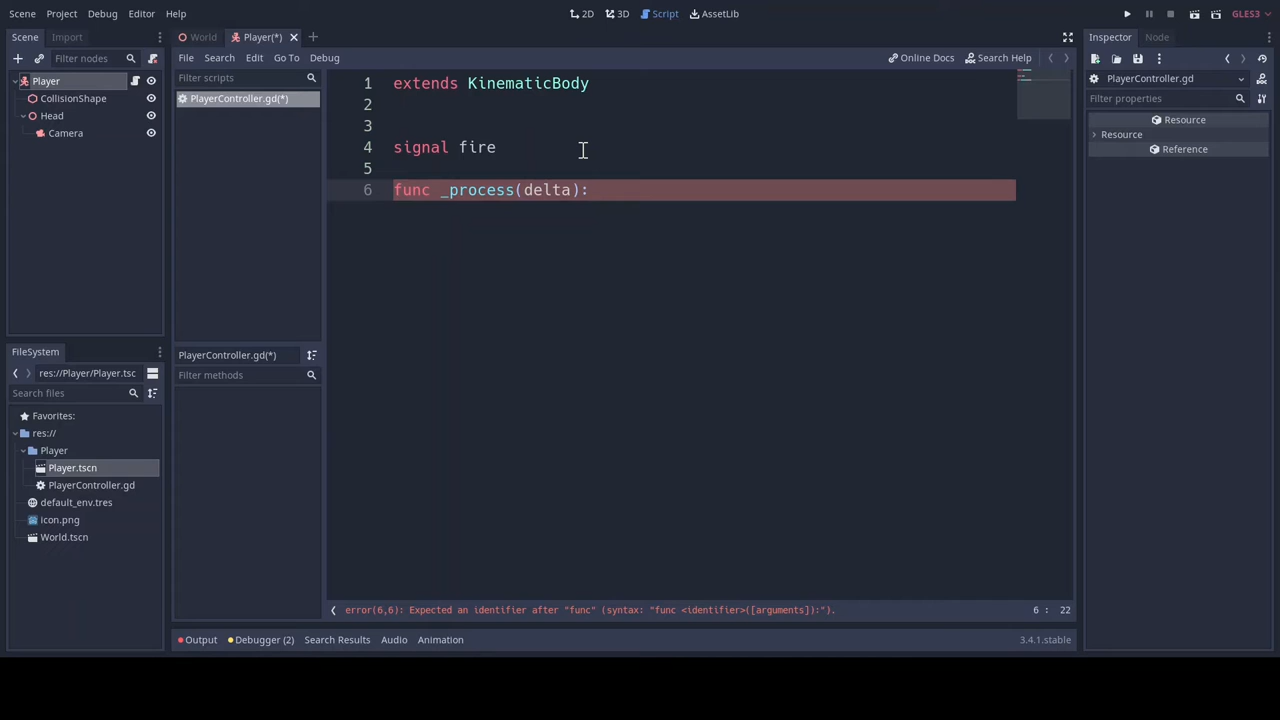 Scene Project Debug Editor Help
2D 3D Script AssetLib
GLES3
Scene Import
Filter nodes
Player
CollisionShape
Head
Camera
FileSystem
res://Player/Player.tsc
Search files
Favorites:
res://
Player
Player.tscn
PlayerController.gd
default_env.tres
icon.png
World.tscn
World Player(*)
File Search Edit Go To Debug
Online Docs Search Help
Filter scripts
PlayerController.gd(*)
PlayerController.gd(*)
Filter methods
1 extends KinematicBody
2
3
4 signal fire
5
6 func _process(delta):
error(6,6): Expected an identifier after "func" (syntax: "func <identifier>([arguments]):").
6 : 22
Output Debugger (2) Search Results Audio Animation
3.4.1.stable
Inspector Node
PlayerController.gd
Filter properties
Resource
Resource
Reference